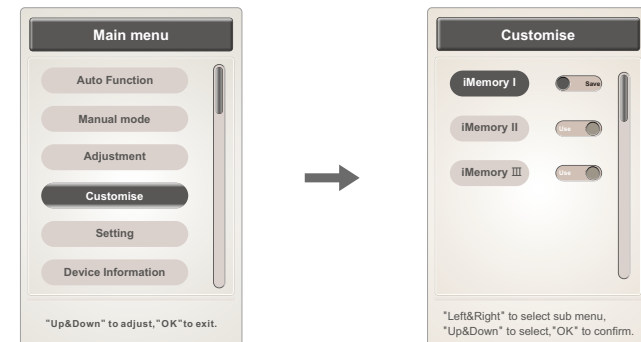 Main menu
Auto Function
Manual mode
Adjustment
Customise
Setting
Device Information
"Up&Down" to adjust,"OK"to exit.
Customise
iMemory I
Save
iMemory II
Use
iMemory Ⅲ
Use
"Left&Right" to select sub menu,
"Up&Down" to select,"OK" to confirm.